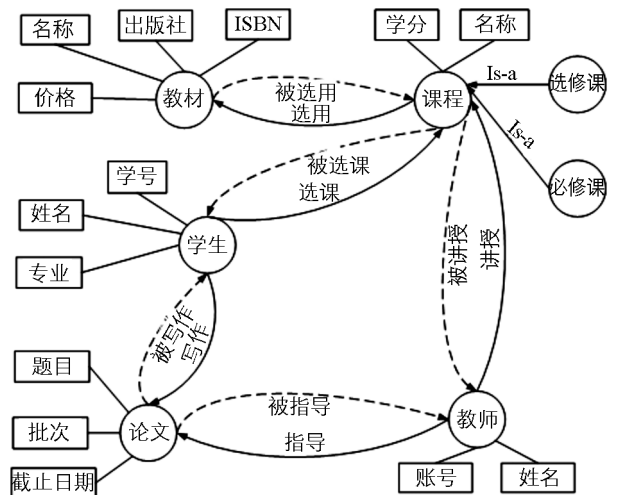 名称
出版社
ISBN
学分
名称
价格
教材
被选用
选用
课程
Is-a
选修课
Is-a
必修课
学号
被选课
选课
姓名
学生
专业
被讲授
讲授
被写作
写作
题目
批次
论文
被指导
指导
教师
截止日期
账号
姓名